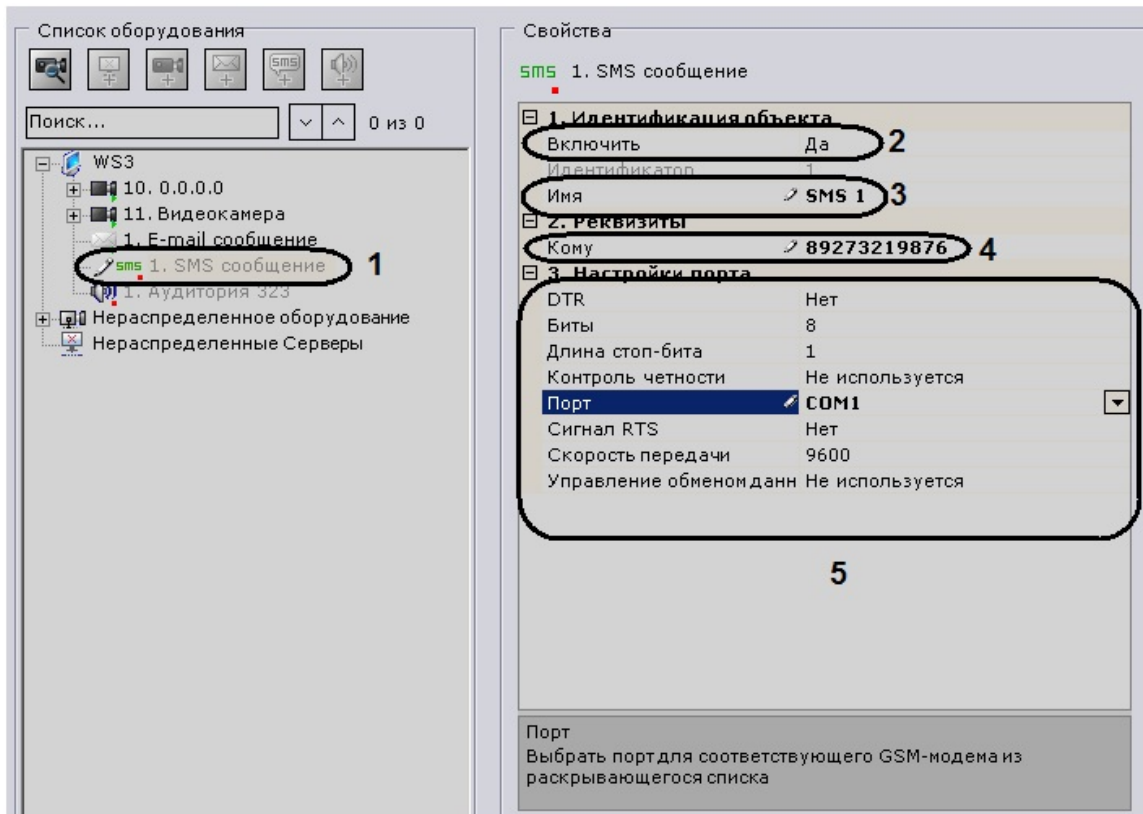 Список оборудования
sms
Поиск...
0 из 0
WS3
10. 0.0.0.0
11. Видеокамера
1. E-mail сообщение
sms 1. SMS сообщение
1
1. Аудитория 323
Нераспределенное оборудование
Нераспределенные Серверы
Свойства
sms 1. SMS сообщение
1. Идентификация объекта
Включить Да
2
Идентификатор 1
Имя SMS 1
3
2. Реквизиты
Кому 89273219876
4
3. Настройки порта
DTR Нет
Биты 8
Длина стоп-бита 1
Контроль четности Не используется
Порт COM1
Сигнал RTS Нет
Скорость передачи 9600
Управление обменом данн Не используется
5
Порт
Выбрать порт для соответствующего GSM-модема из
раскрывающегося списка